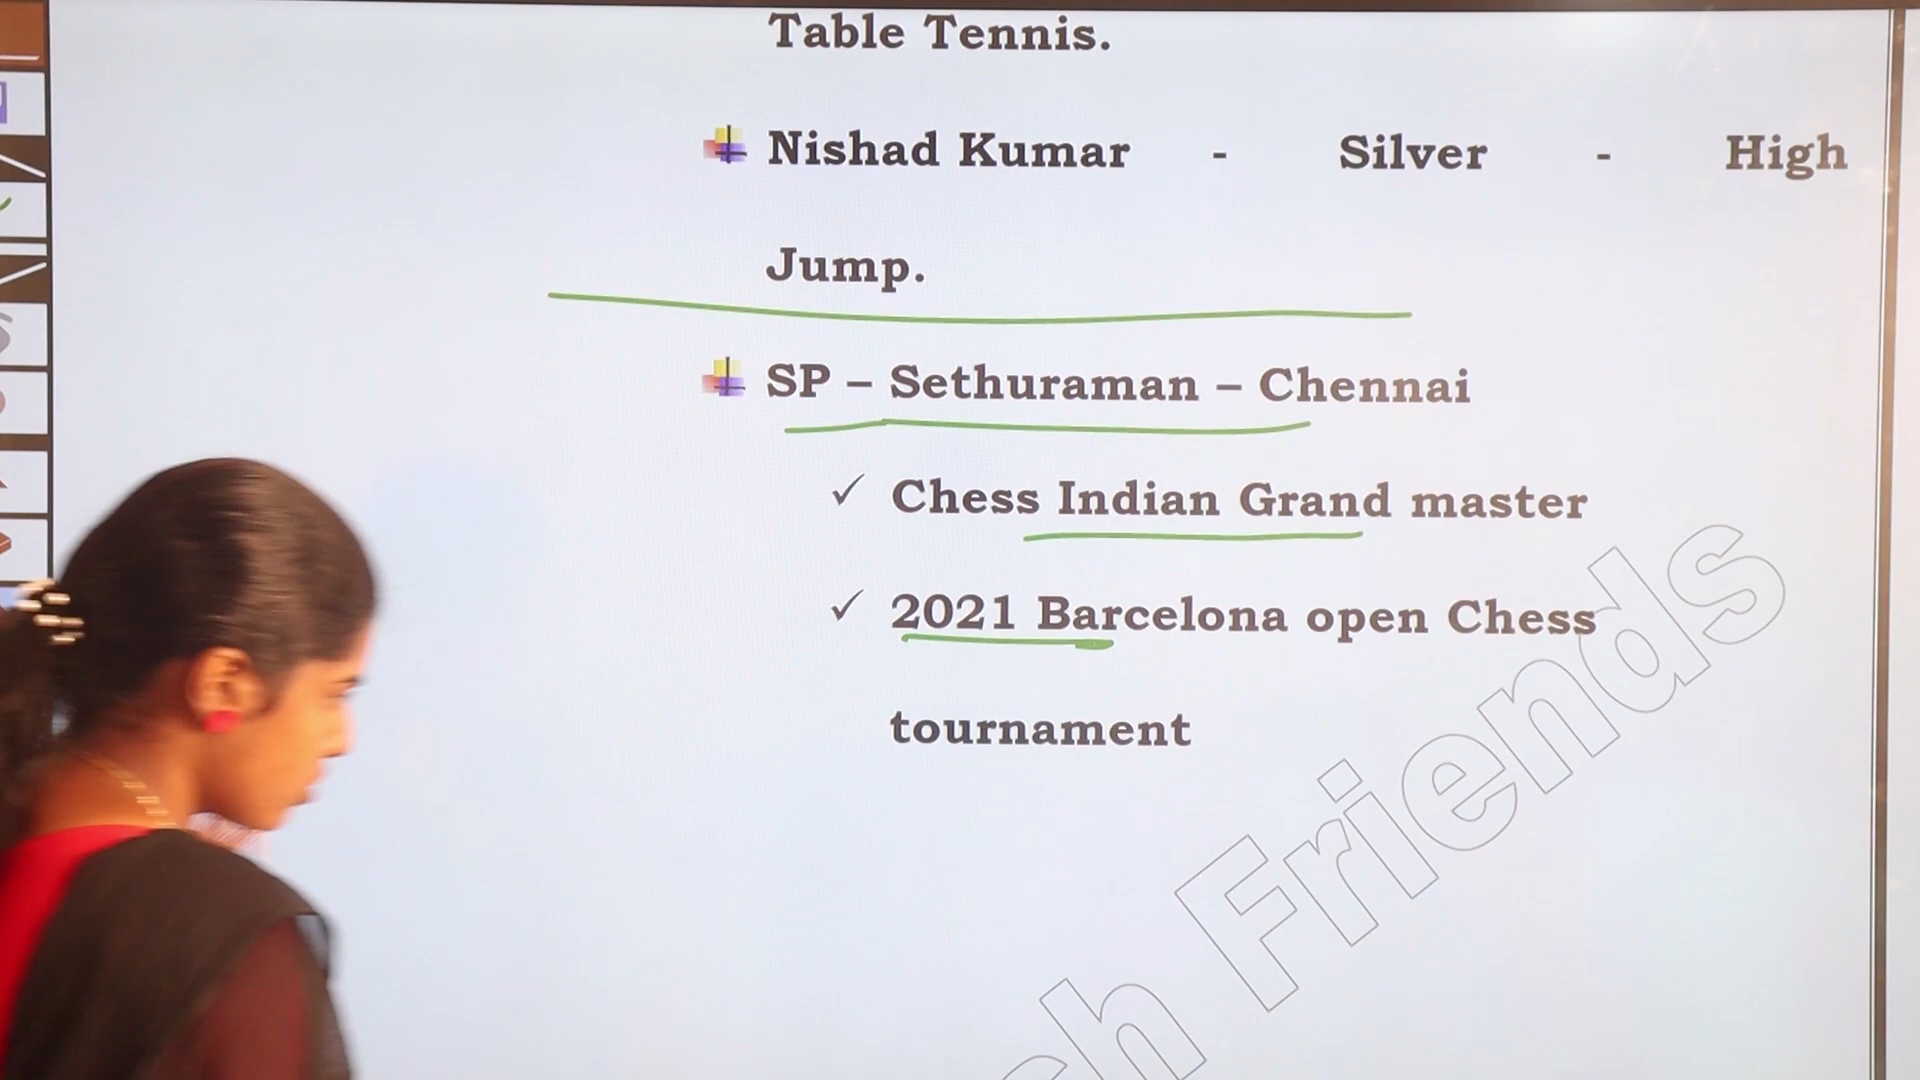 Table Tennis.
Nishad Kumar - Silver - High
Jump.
SP – Sethuraman – Chennai
✓ Chess Indian Grand master
✓ 2021 Barcelona open Chess
tournament
Friends